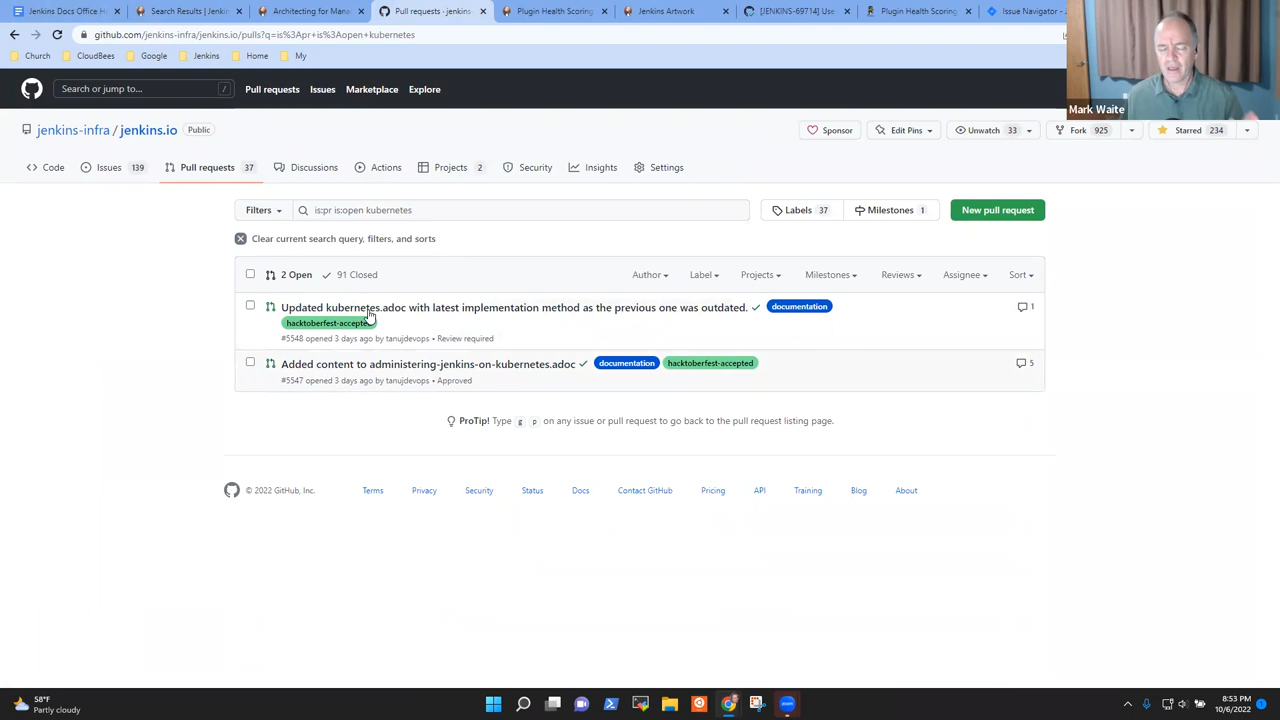 Jenkins Docs Office H
Search Results | Jenkins
Architecting for Mana
Pull requests · jenkins-
Plugin Health Scoring
Jenkins Artwork
[JENKINS-69714] Use
Plugin Health Scoring
Issue Navigator -
github.com/jenkins-infra/jenkins.io/pulls?q=is%3Apr+is%3Aopen+kubernetes
Church
CloudBees
Google
Jenkins
Home
My
Search or jump to...
/
Pull requests
Issues
Marketplace
Explore
Mark Waite
jenkins-infra / jenkins.io
Public
Sponsor
Edit Pins
Unwatch 33
Fork 925
Starred 234
Code
Issues 139
Pull requests 37
Discussions
Actions
Projects 2
Security
Insights
Settings
Filters
is:pr is:open kubernetes
Labels 37
Milestones 1
New pull request
Clear current search query, filters, and sorts
2 Open
91 Closed
Author
Label
Projects
Milestones
Reviews
Assignee
Sort
Updated kubernetes.adoc with latest implementation method as the previous one was outdated.
documentation
1
hacktoberfest-accepted
#5548 opened 3 days ago by tanujdevops • Review required
Added content to administering-jenkins-on-kubernetes.adoc
documentation
hacktoberfest-accepted
5
#5547 opened 3 days ago by tanujdevops • Approved
ProTip! Type g p on any issue or pull request to go back to the pull request listing page.
© 2022 GitHub, Inc.
Terms
Privacy
Security
Status
Docs
Contact GitHub
Pricing
API
Training
Blog
About
58°F
Partly cloudy
zoom
8:53 PM
10/6/2022